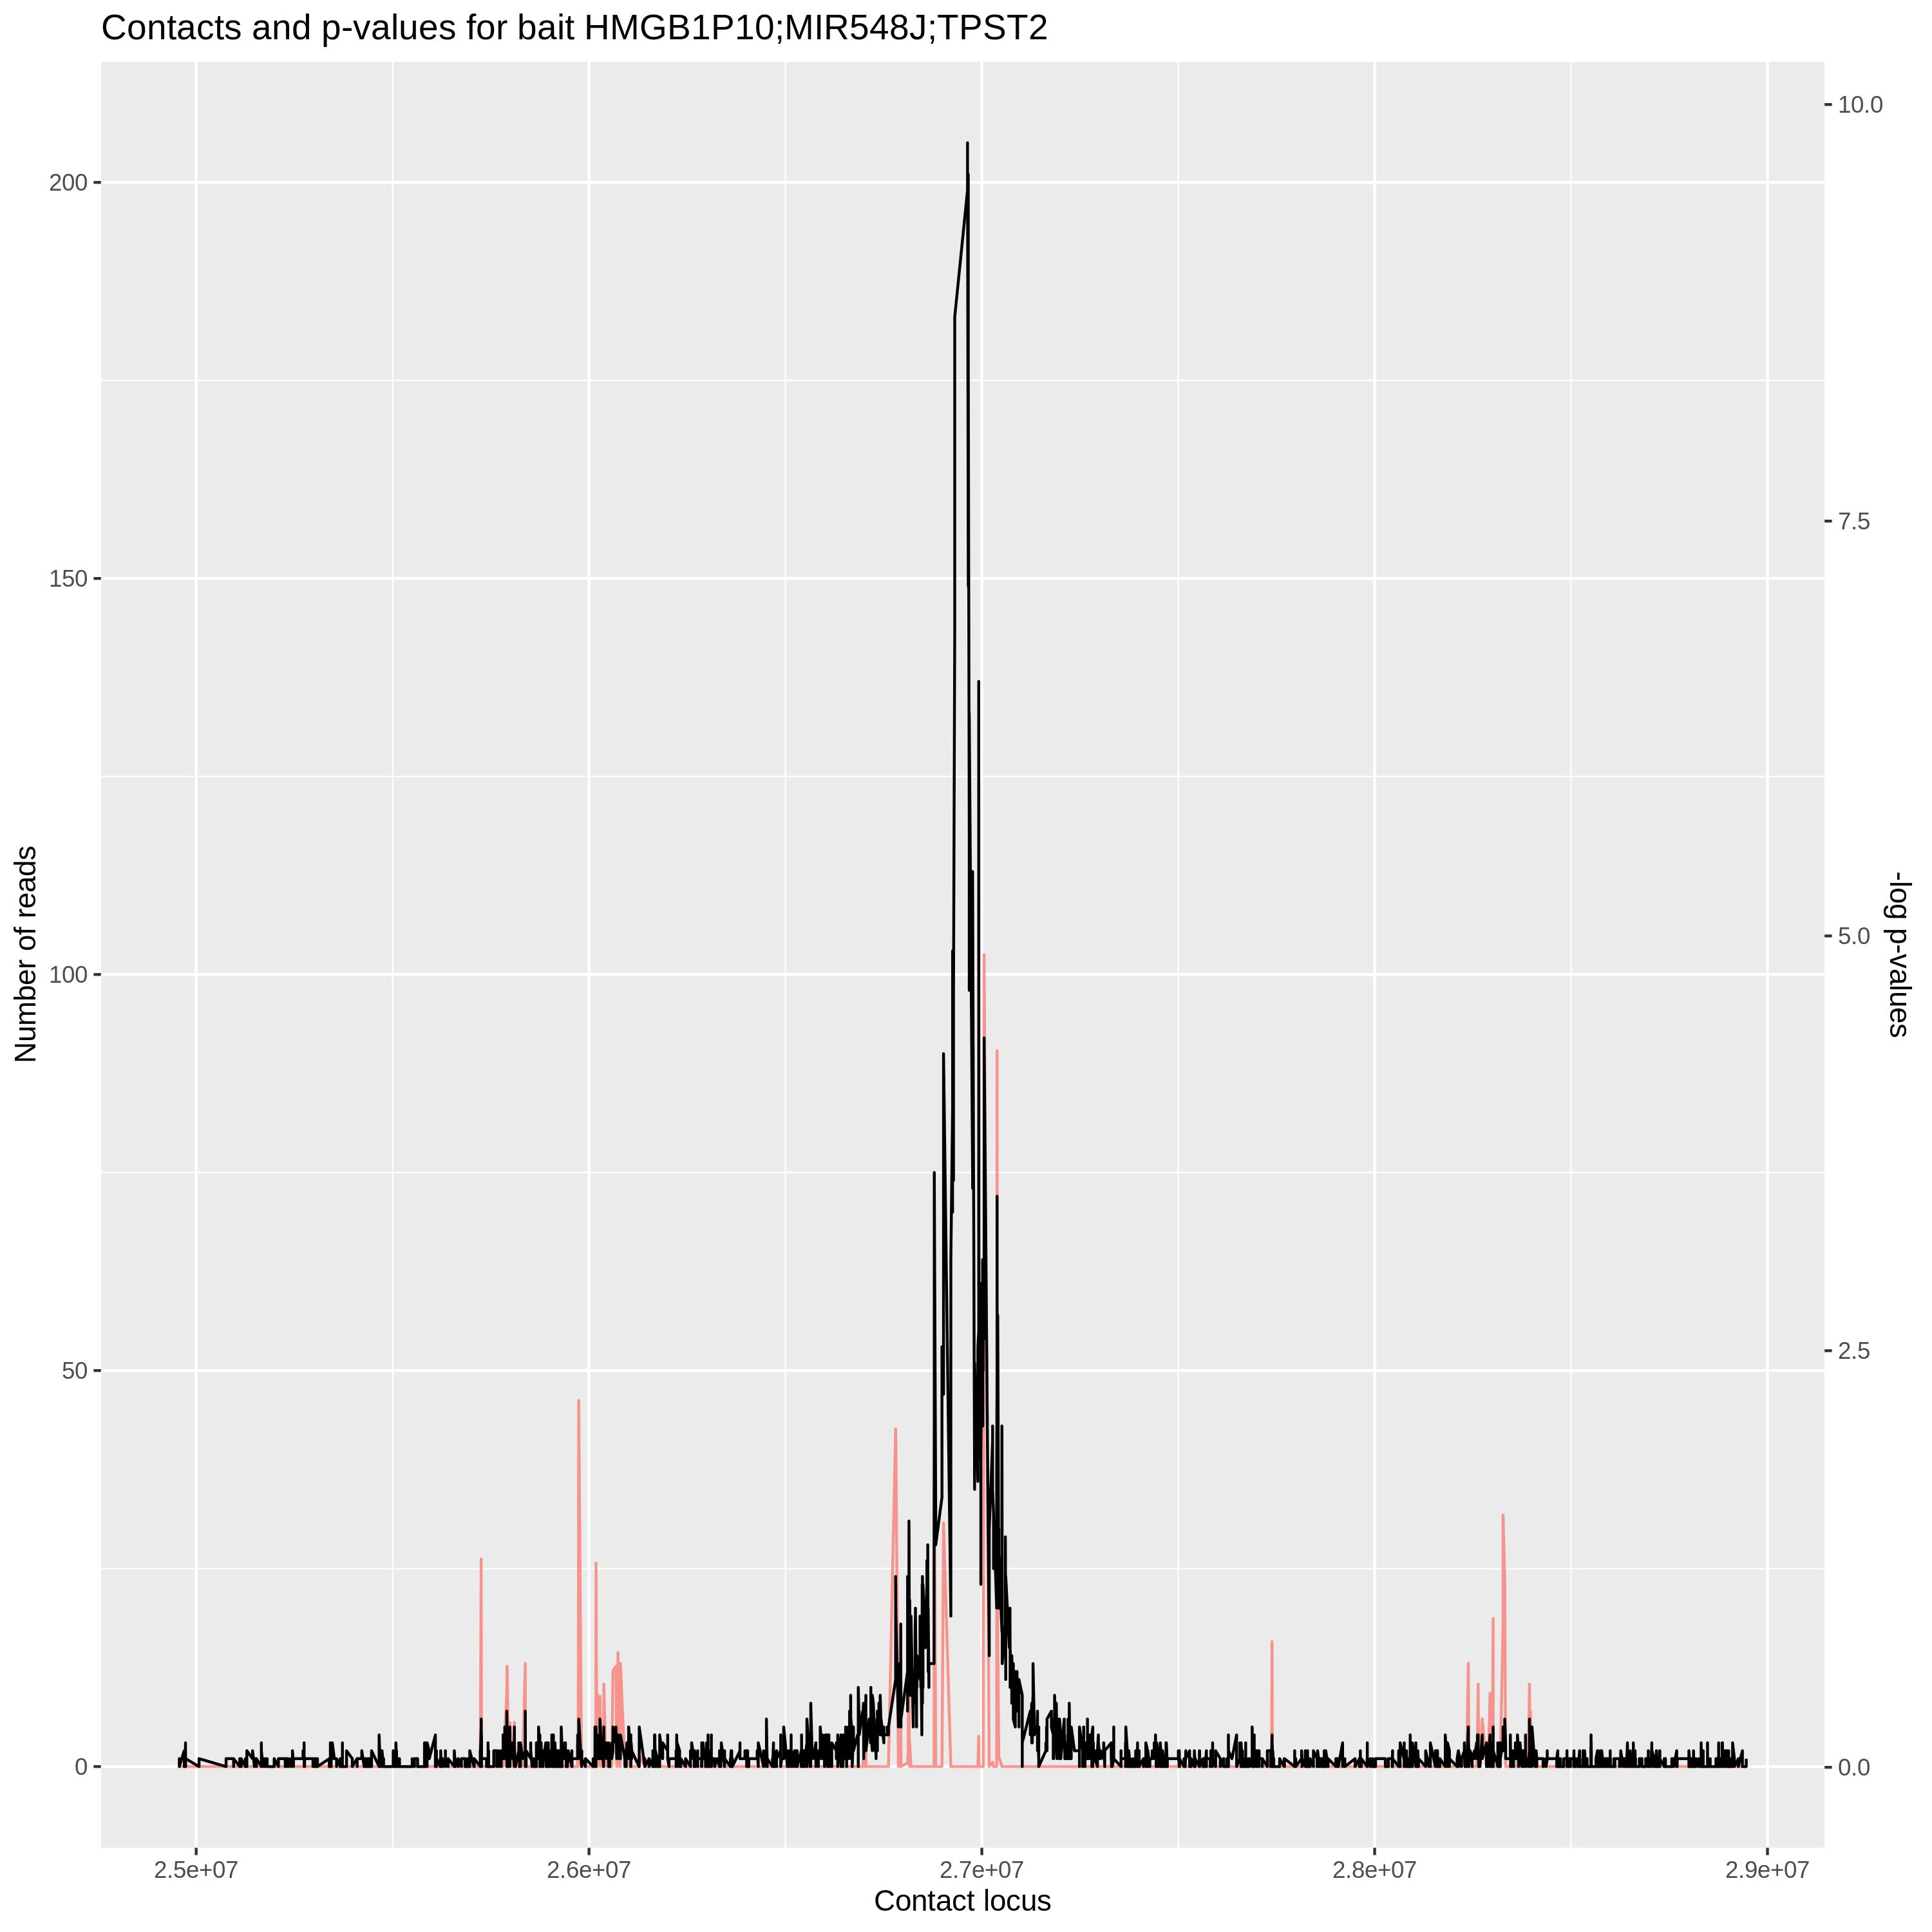 Contacts and p-values for bait HMGB1P10;MIR548J;TPST2
Number of reads
200
150
100
50
0
10.0
7.5
5.0
2.5
0.0
-log p-values
2.5e+07
2.6e+07
2.7e+07
2.8e+07
2.9e+07
Contact locus